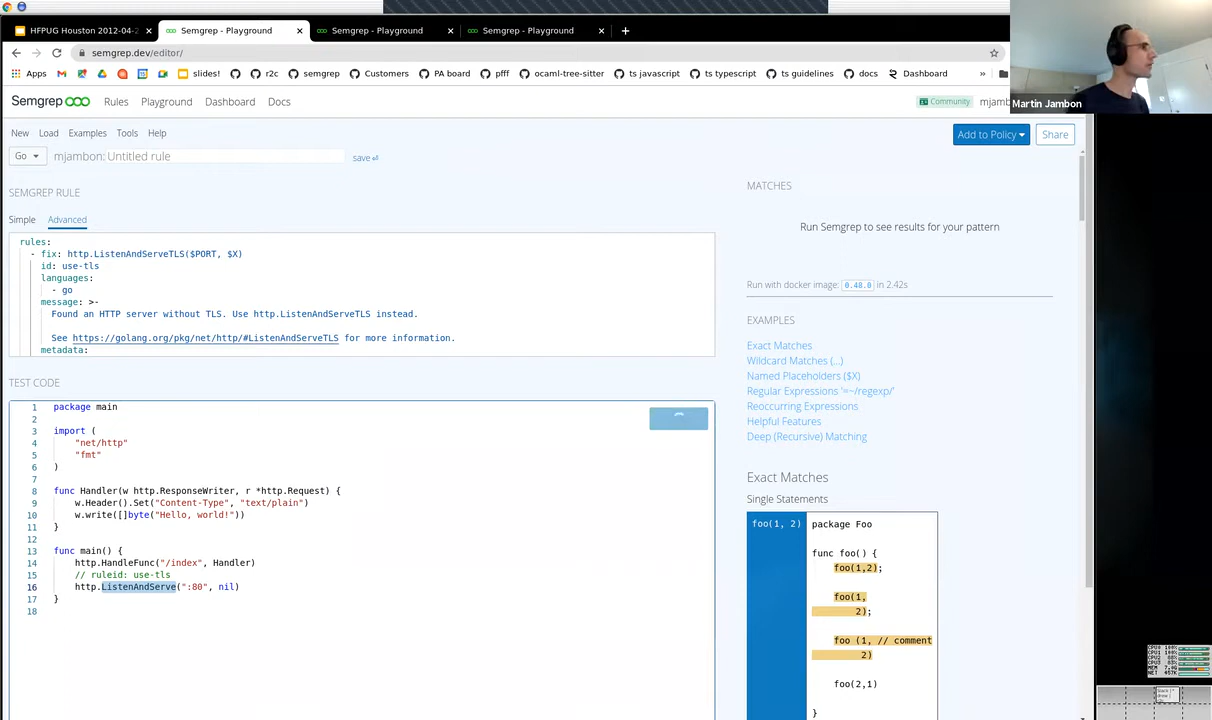 HFPUG Houston 2012-04-2
Semgrep - Playground
Semgrep - Playground
Semgrep - Playground
semgrep.dev/editor/
Apps
slides!
r2c
semgrep
Customers
PA board
pfff
ocaml-tree-sitter
ts javascript
ts typescript
ts guidelines
docs
Dashboard
»
Martin Jambon
Semgrep
Rules
Playground
Dashboard
Docs
Community
mjamb
New
Load
Examples
Tools
Help
Add to Policy
Share
Go
mjambon: Untitled rule
save
SEMGREP RULE
MATCHES
Simple
Advanced
Run Semgrep to see results for your pattern
rules:
- fix: http.ListenAndServeTLS($PORT, $X)
id: use-tls
languages:
- go
message: >-
Found an HTTP server without TLS. Use http.ListenAndServeTLS instead.
See https://golang.org/pkg/net/http/#ListenAndServeTLS for more information.
metadata:
Run with docker image: 0.48.0 in 2.42s
EXAMPLES
Exact Matches
Wildcard Matches (...)
Named Placeholders ($X)
Regular Expressions '=~/regexp/'
Reoccurring Expressions
Helpful Features
Deep (Recursive) Matching
TEST CODE
1 package main
2
3 import (
4 "net/http"
5 "fmt"
6 )
7
8 func Handler(w http.ResponseWriter, r *http.Request) {
9 w.Header().Set("Content-Type", "text/plain")
10 w.write([]byte("Hello, world!"))
11 }
12
13 func main() {
14 http.HandleFunc("/index", Handler)
15 // ruleid: use-tls
16 http.ListenAndServe(":80", nil)
17 }
18
Exact Matches
Single Statements
foo(1, 2)
package Foo
func foo() {
foo(1,2);
foo(1,
2);
foo (1, // comment
2)
foo(2,1)
}
CPU0 100%
CPU1 100%